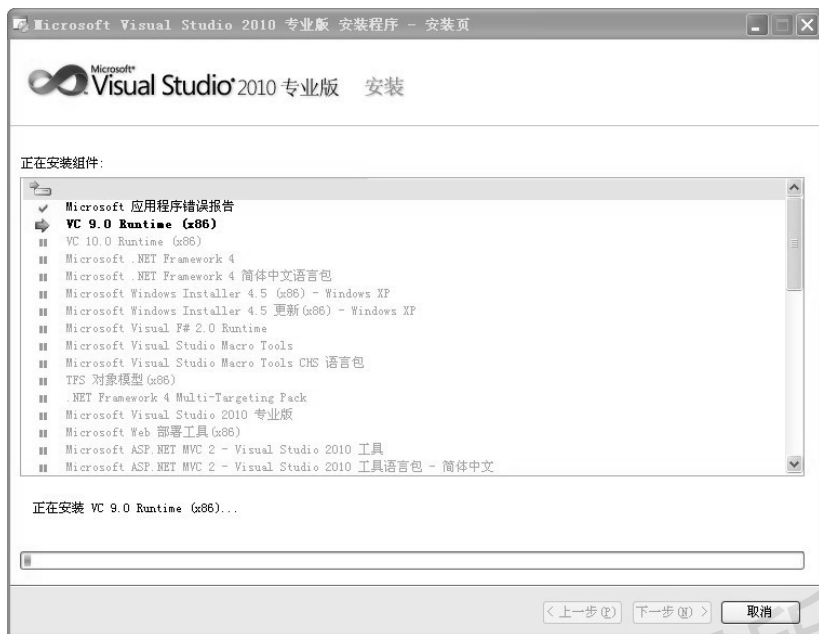 Microsoft Visual Studio 2010 专业版 安装程序 - 安装页
Microsoft®
Visual Studio® 2010 专业版 安装
正在安装组件:
Microsoft 应用程序错误报告
VC 9.0 Runtime (x86)
VC 10.0 Runtime (x86)
Microsoft .NET Framework 4
Microsoft .NET Framework 4 简体中文语言包
Microsoft Windows Installer 4.5 (x86) - Windows XP
Microsoft Windows Installer 4.5 更新(x86) - Windows XP
Microsoft Visual F# 2.0 Runtime
Microsoft Visual Studio Macro Tools
Microsoft Visual Studio Macro Tools CHS 语言包
TFS 对象模型(x86)
.NET Framework 4 Multi-Targeting Pack
Microsoft Visual Studio 2010 专业版
Microsoft Web 部署工具(x86)
Microsoft ASP.NET MVC 2 - Visual Studio 2010 工具
Microsoft ASP.NET MVC 2 - Visual Studio 2010 工具语言包 - 简体中文
正在安装 VC 9.0 Runtime (x86)...
< 上一步(P) 下一步(N) > 取消